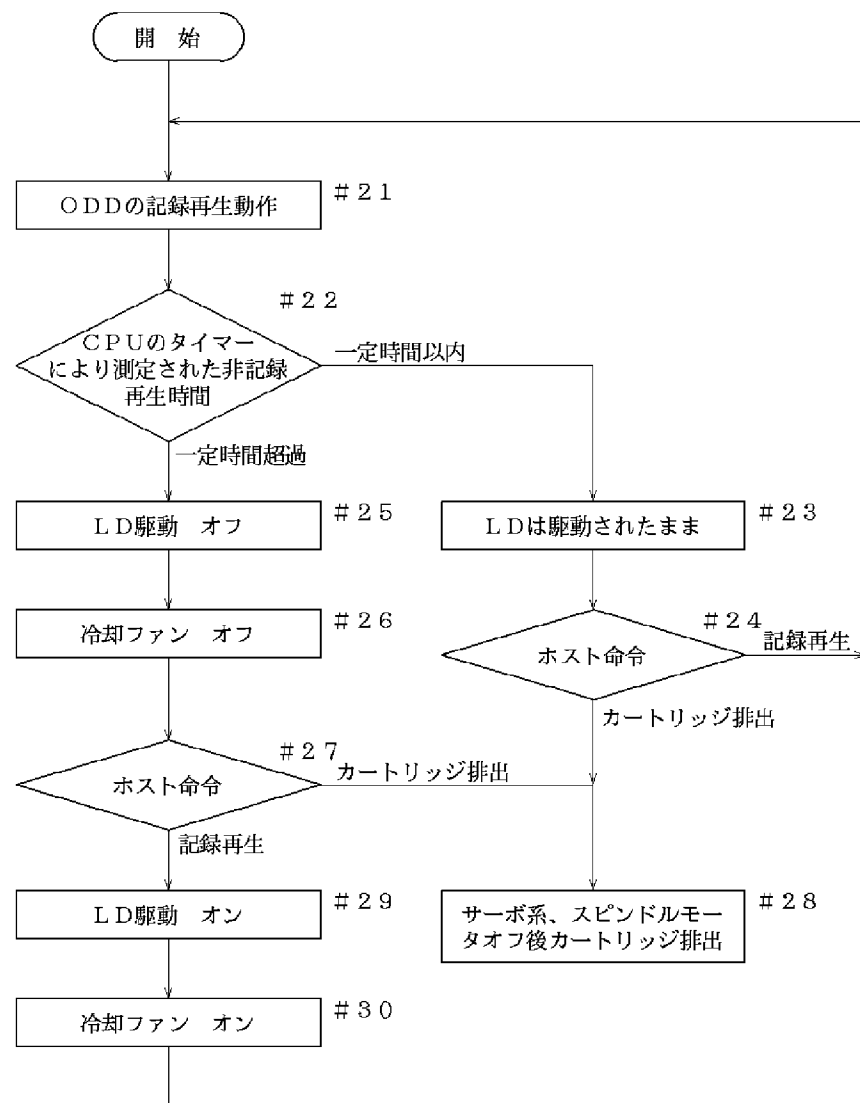 開　始
ＯＤＤの記録再生動作
＃２１
＃２２
ＣＰＵのタイマー
により測定された非記録
再生時間
一定時間以内
一定時間超過
ＬＤ駆動　オフ
＃２５
ＬＤは駆動されたまま
＃２３
冷却ファン　オフ
＃２６
＃２４
ホスト命令
記録再生
カートリッジ排出
＃２７
ホスト命令
カートリッジ排出
記録再生
ＬＤ駆動　オン
＃２９
サーボ系、スピンドルモー
タオフ後カートリッジ排出
＃２８
冷却ファン　オン
＃３０